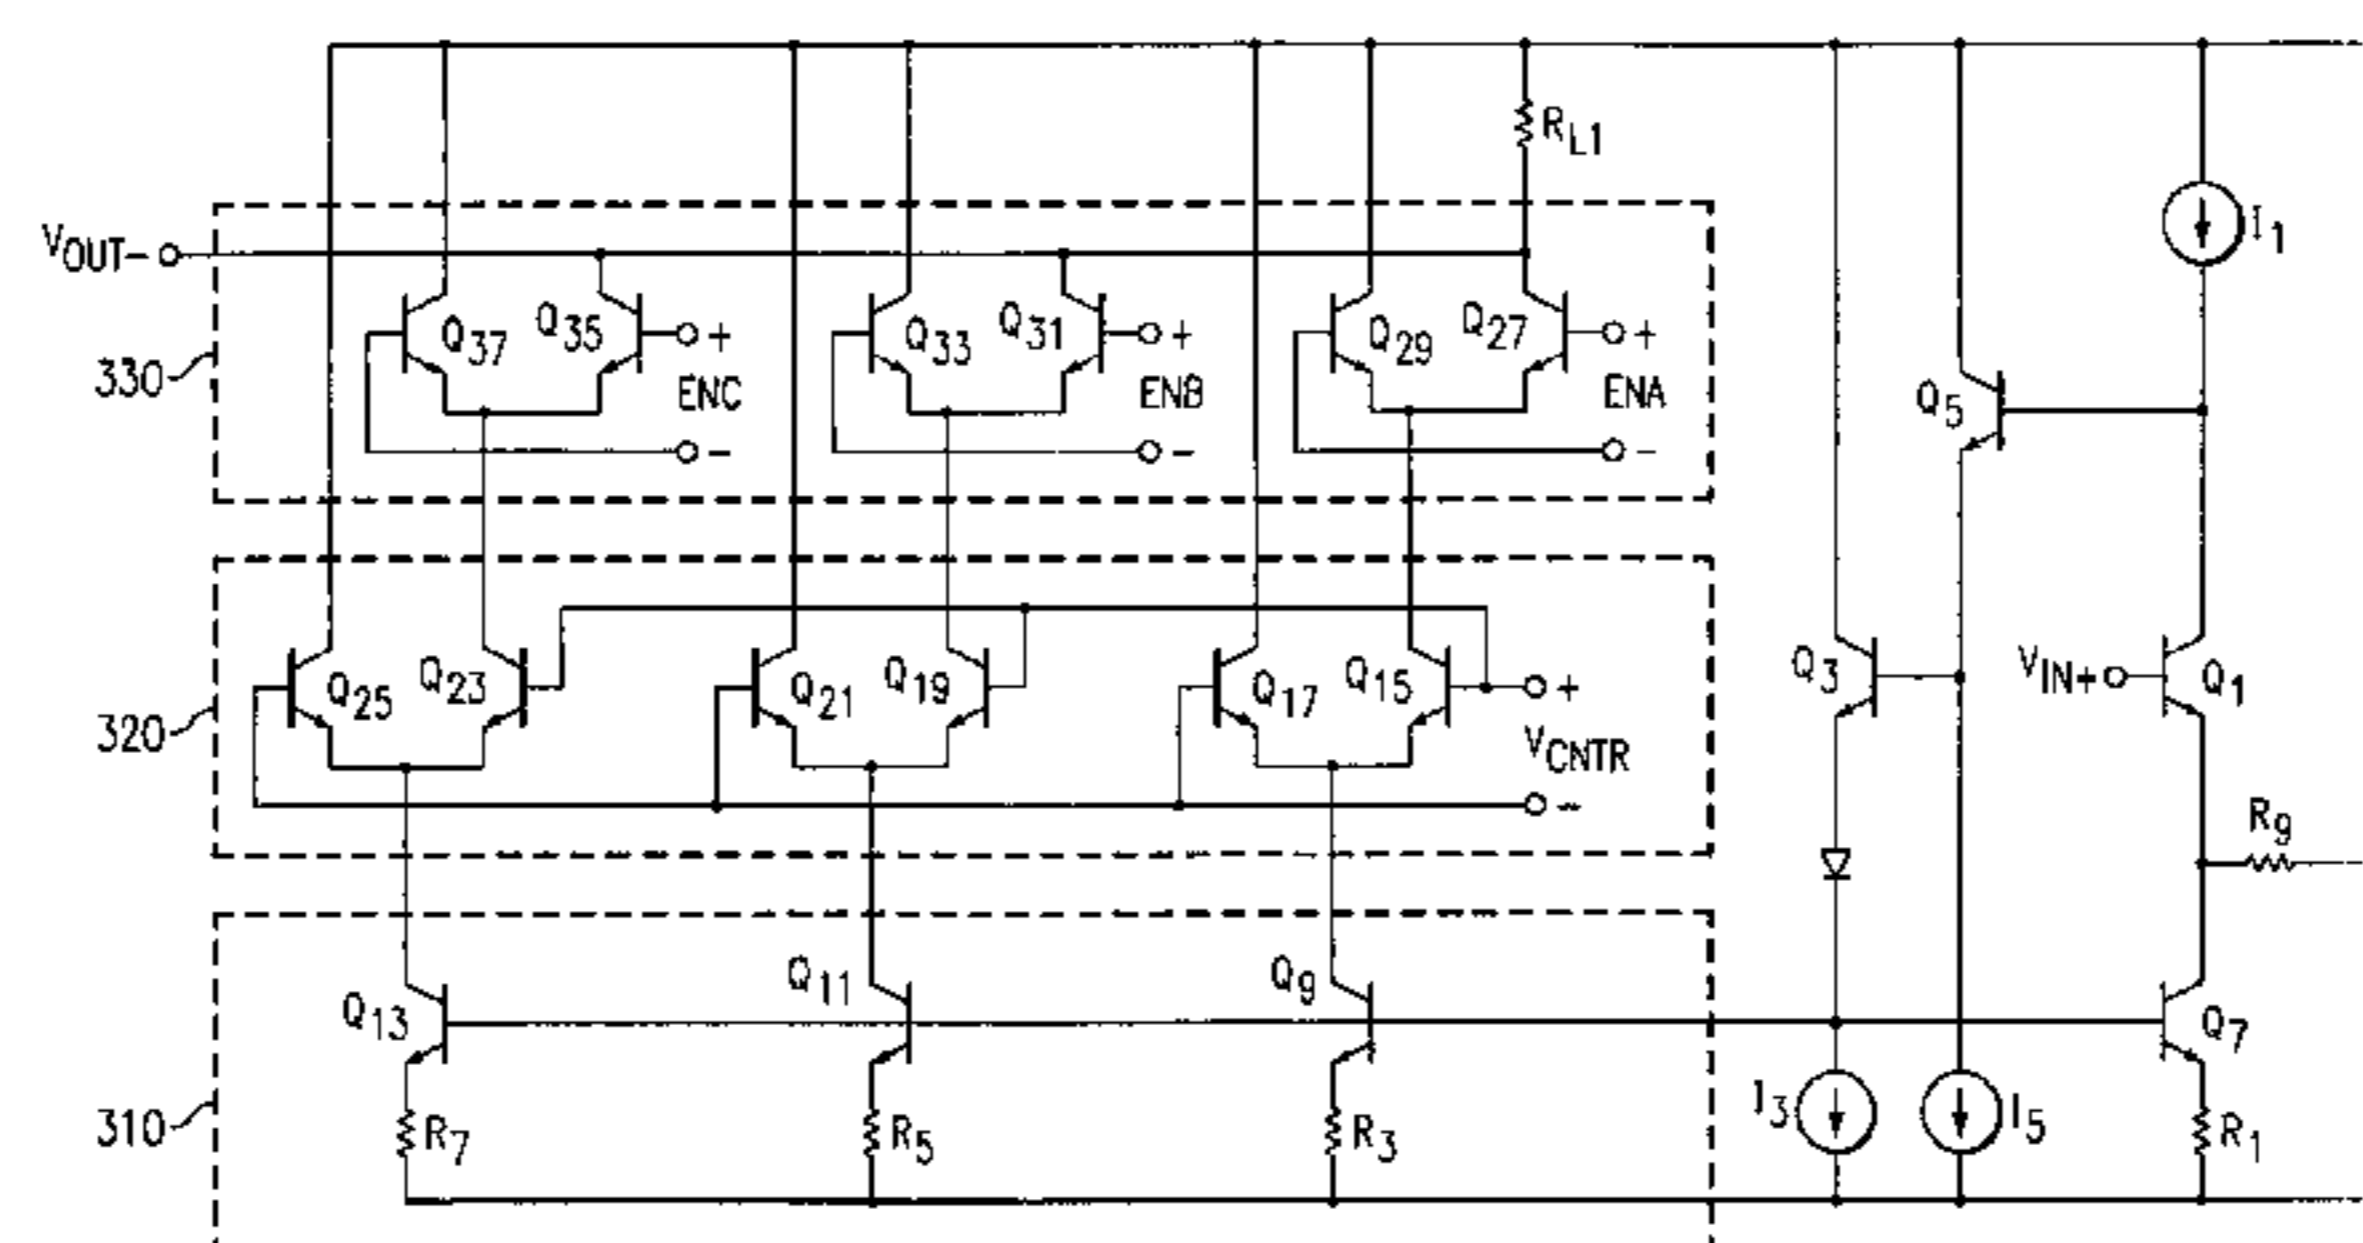 RL1
I1
VOUT-
Q37
Q35
+
Q33
Q31
+
Q29
Q27
+
330
ENC
ENB
ENA
Q5
-
-
-
Q25
Q23
Q21
Q19
Q17
Q15
+
Q3
VIN+
Q1
320
VCNTR
-
R9
Q13
Q11
Q9
Q7
310
R7
R5
R3
I3
I5
R1